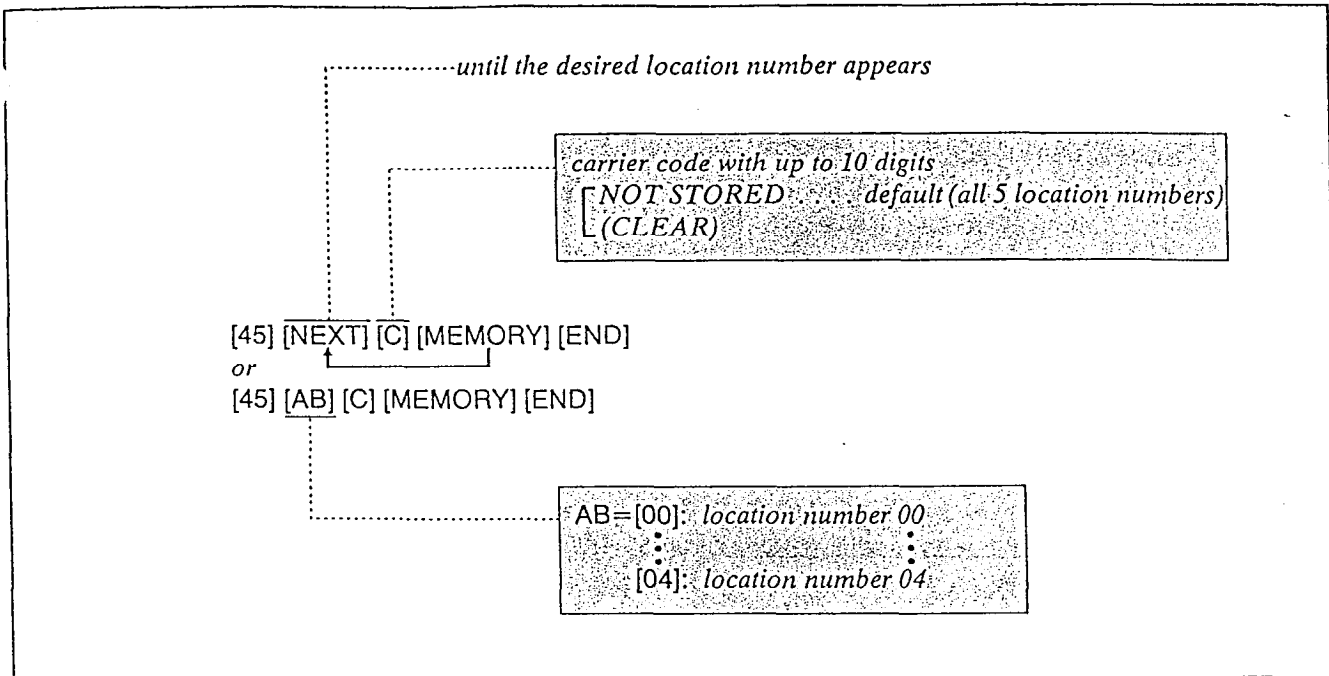 until the desired location number appears
carrier code with up to 10 digits
NOT STORED . . . . default (all 5 location numbers)
(CLEAR)
[45] [NEXT] [C] [MEMORY] [END]
or
[45] [AB] [C] [MEMORY] [END]
AB=[00]: location number 00
[04]: location number 04